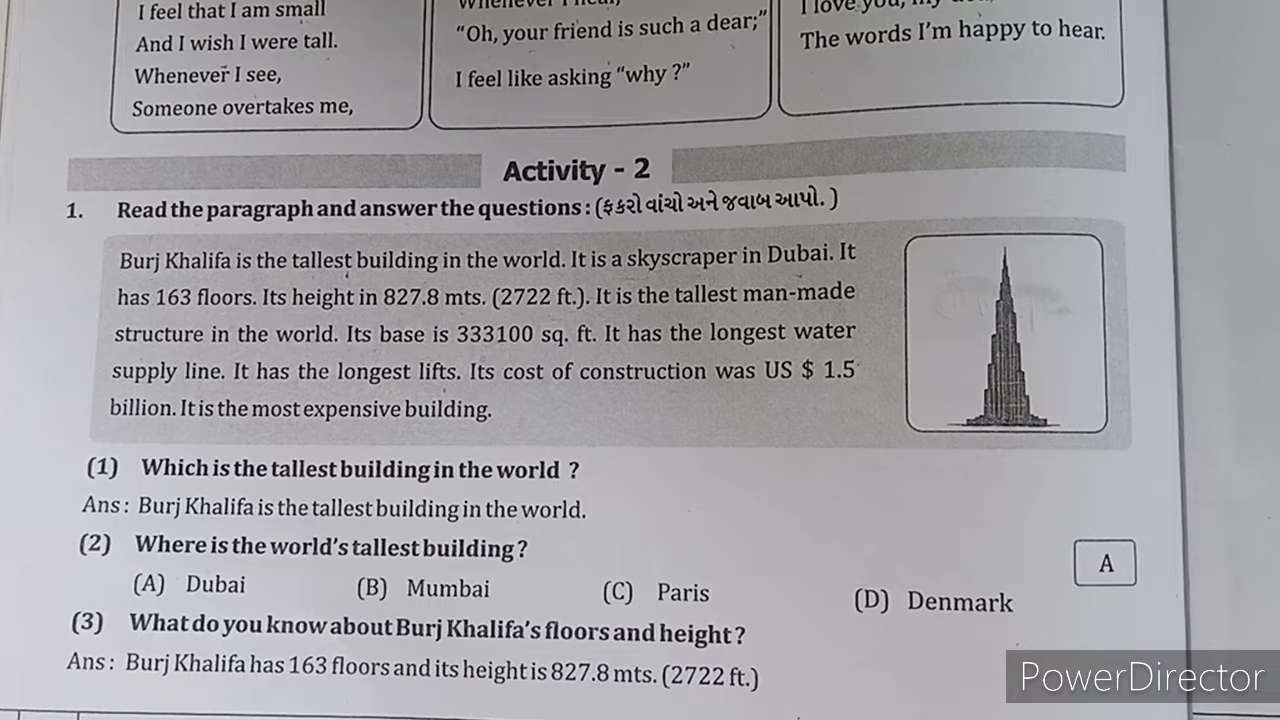 I feel that I am small
And I wish I were tall.
Whenever I see,
Someone overtakes me,
Whenever I hear,
"Oh, your friend is such a dear;"
I feel like asking "why ?"
I love you, my
The words I'm happy to hear.
Activity - 2
1. Read the paragraph and answer the questions : (ફકરો વાંચો અને જવાબ આપો. )
Burj Khalifa is the tallest building in the world. It is a skyscraper in Dubai. It
has 163 floors. Its height in 827.8 mts. (2722 ft.). It is the tallest man-made
structure in the world. Its base is 333100 sq. ft. It has the longest water
supply line. It has the longest lifts. Its cost of construction was US $ 1.5
billion. It is the most expensive building.
(1) Which is the tallest building in the world ?
Ans : Burj Khalifa is the tallest building in the world.
(2) Where is the world's tallest building ?
A
(A) Dubai (B) Mumbai (C) Paris (D) Denmark
(3) What do you know about Burj Khalifa's floors and height ?
Ans : Burj Khalifa has 163 floors and its height is 827.8 mts. (2722 ft.)
PowerDirector